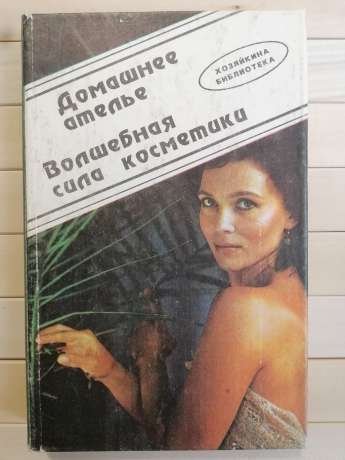 Домашнее
ателье
Волшебная
сила косметики
ХОЗЯЙКИНА
БИБЛИОТЕКА